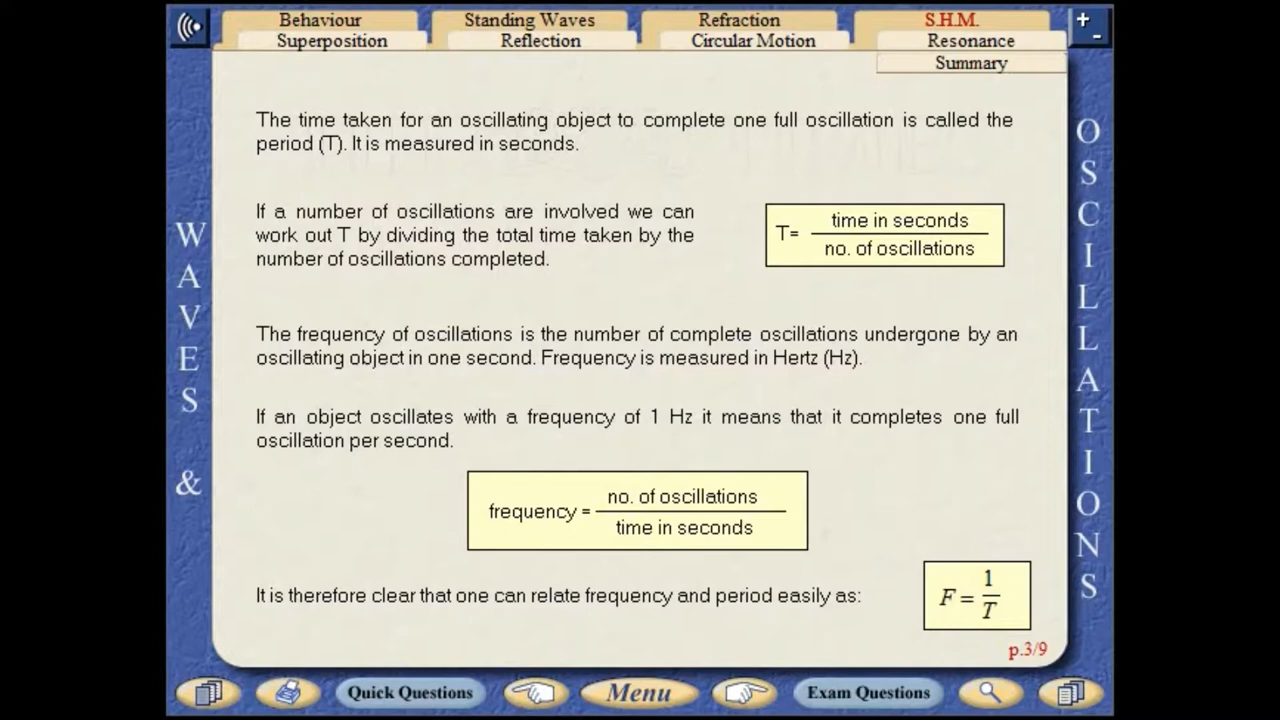 Behaviour
Standing Waves
Refraction
S.H.M.
+
-
Superposition
Reflection
Circular Motion
Resonance
Summary
The time taken for an oscillating object to complete one full oscillation is called the
period (T). It is measured in seconds.
If a number of oscillations are involved we can
work out T by dividing the total time taken by the
number of oscillations completed.
T= time in seconds
no. of oscillations
The frequency of oscillations is the number of complete oscillations undergone by an
oscillating object in one second. Frequency is measured in Hertz (Hz).
If an object oscillates with a frequency of 1 Hz it means that it completes one full
oscillation per second.
frequency = no. of oscillations
time in seconds
It is therefore clear that one can relate frequency and period easily as:
F = 1
T
p.3/9
WAVES &
OSCILLATIONS
Quick Questions
Menu
Exam Questions